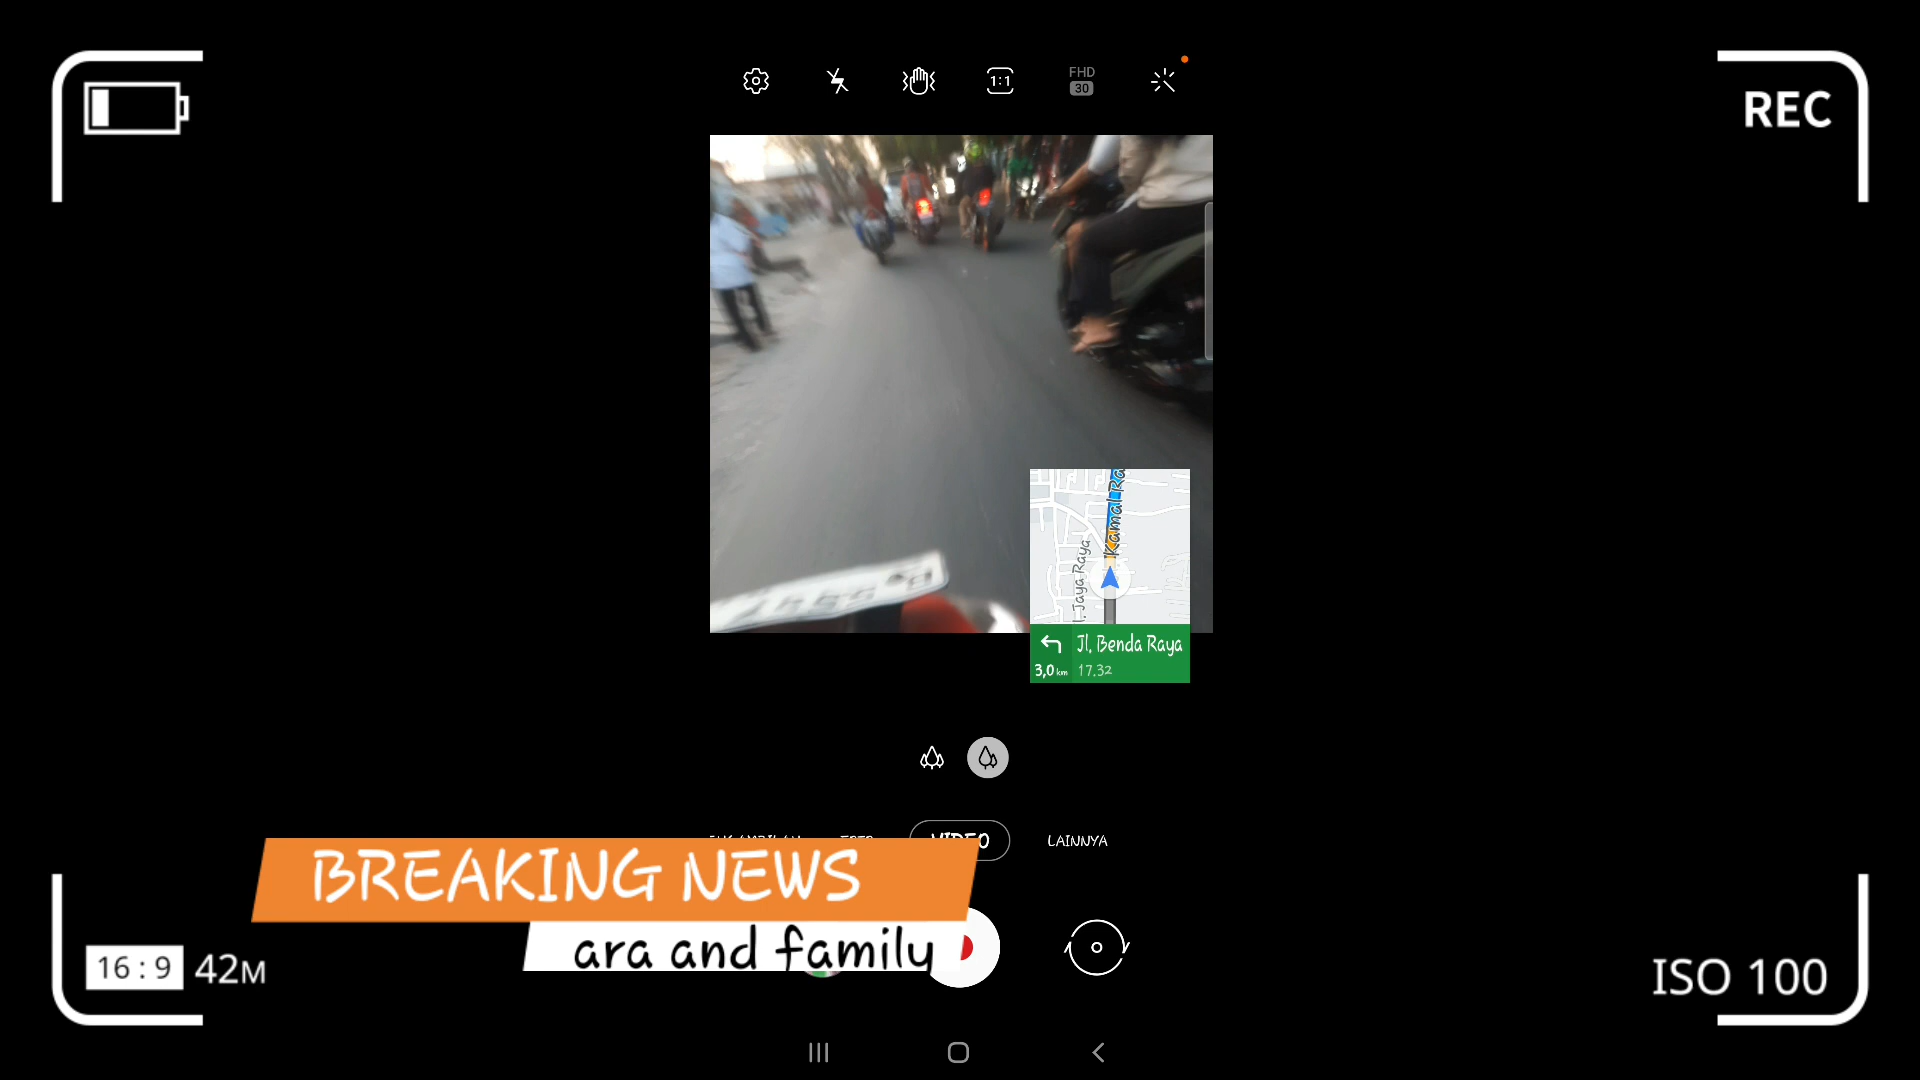 REC
1:1
FHD
30
Kamal Ra
Jaya Raya
Jl. Benda Raya
3,0 km
17.32
VIDEO
LAINNYA
BREAKING NEWS
ara and family
16 : 9
42M
ISO 100